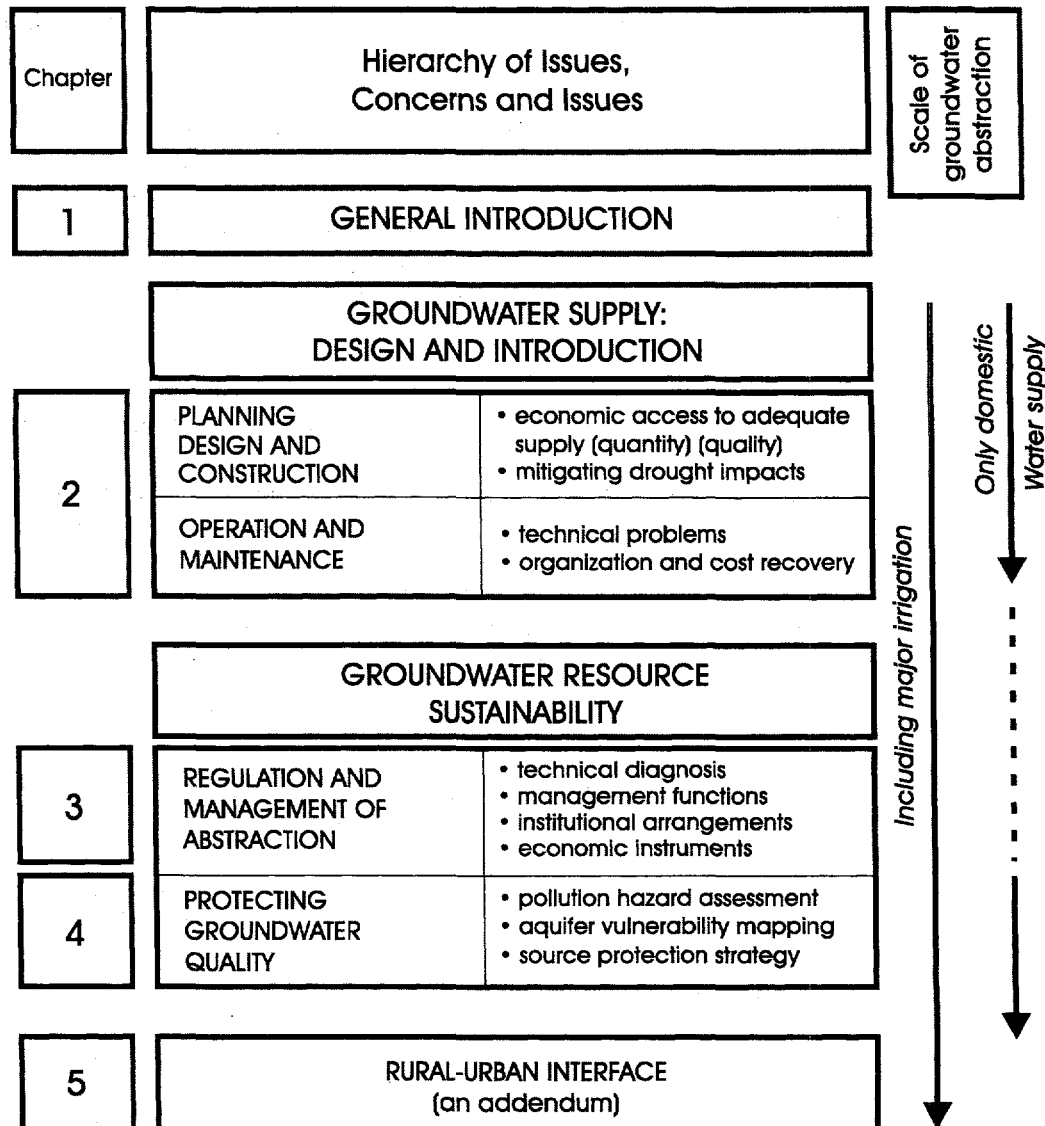 Chapter
Hierarchy of Issues,
Concerns and Issues
Scale of
groundwater
abstraction
1
GENERAL INTRODUCTION
GROUNDWATER SUPPLY:
DESIGN AND INTRODUCTION
2
PLANNING
DESIGN AND
CONSTRUCTION
• economic access to adequate
supply (quantity) (quality)
• mitigating drought impacts
OPERATION AND
MAINTENANCE
• technical problems
• organization and cost recovery
GROUNDWATER RESOURCE
SUSTAINABILITY
3
REGULATION AND
MANAGEMENT OF
ABSTRACTION
• technical diagnosis
• management functions
• institutional arrangements
• economic instruments
4
PROTECTING
GROUNDWATER
QUALITY
• pollution hazard assessment
• aquifer vulnerability mapping
• source protection strategy
5
RURAL-URBAN INTERFACE
(an addendum)
Including major irrigation
Only domestic
Water supply